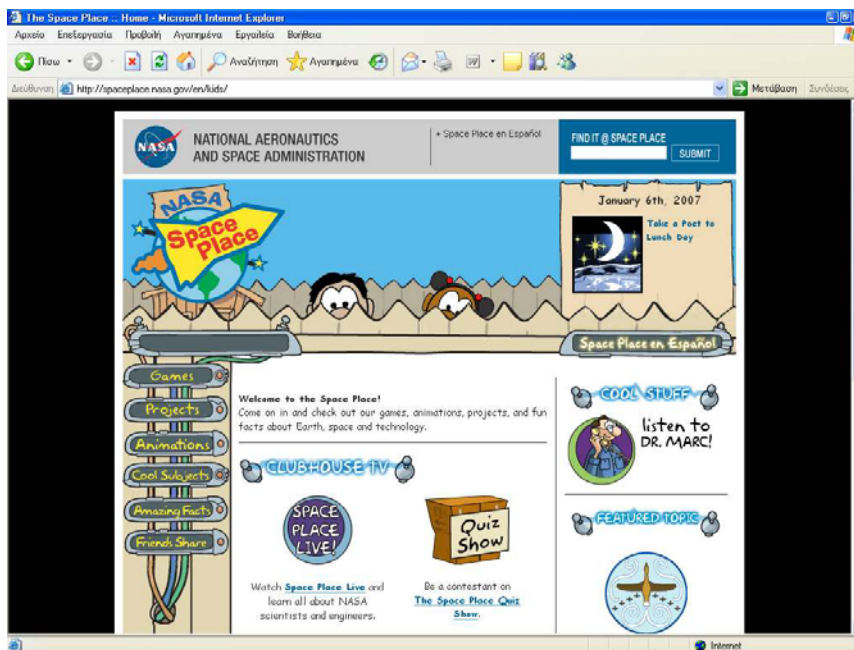 The Space Place :: Home - Microsoft Internet Explorer
Αρχείο Επεξεργασία Προβολή Αγαπημένα Εργαλεία Βοήθεια
Πίσω Αναζήτηση Αγαπημένα
Διεύθυνση http://spaceplace.nasa.gov/en/kids/ Μετάβαση Συνδέσεις
NASA
NATIONAL AERONAUTICS
AND SPACE ADMINISTRATION
+ Space Place en Español
FIND IT @ SPACE PLACE
SUBMIT
NASA
Space
Place
January 6th, 2007
Take a Poet to
Lunch Day
Space Place en Español
Games
Projects
Animations
Cool Subjects
Amazing Facts
Friends Share
Welcome to the Space Place!
Come on in and check out our games, animations, projects, and fun
facts about Earth, space and technology.
CLUBHOUSE TV
SPACE
PLACE
LIVE!
Watch Space Place Live and
learn all about NASA
scientists and engineers.
Quiz
Show
Be a contestant on
The Space Place Quiz
Show.
COOL STUFF
listen to
DR. MARC!
FEATURED TOPIC
Internet